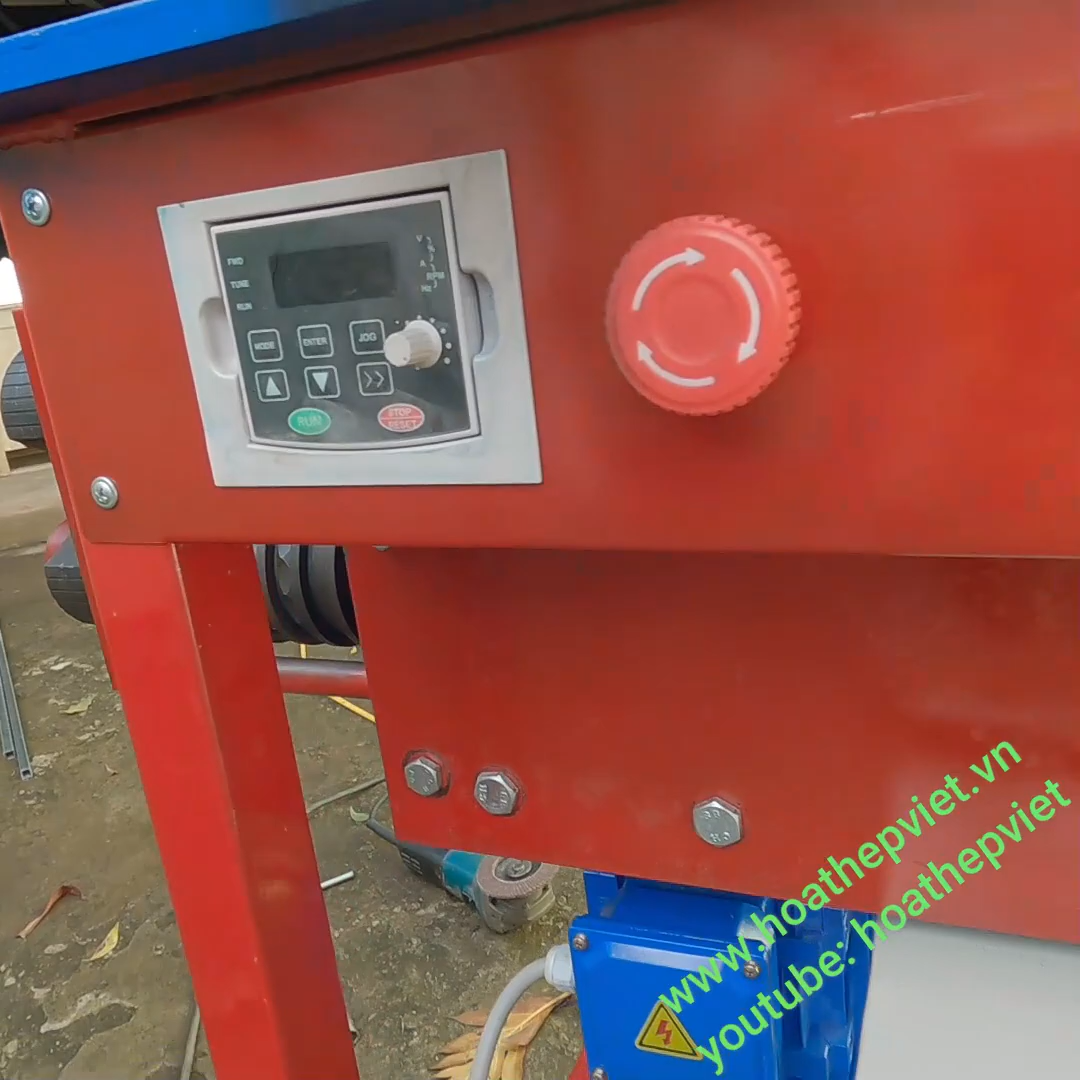 FWD
TUNE
RUN
V
%
A
RPM
Hz
MODE
ENTER
JOG
RUN
STOP
RESET
www.hoathepviet.vn
youtube: hoathepviet